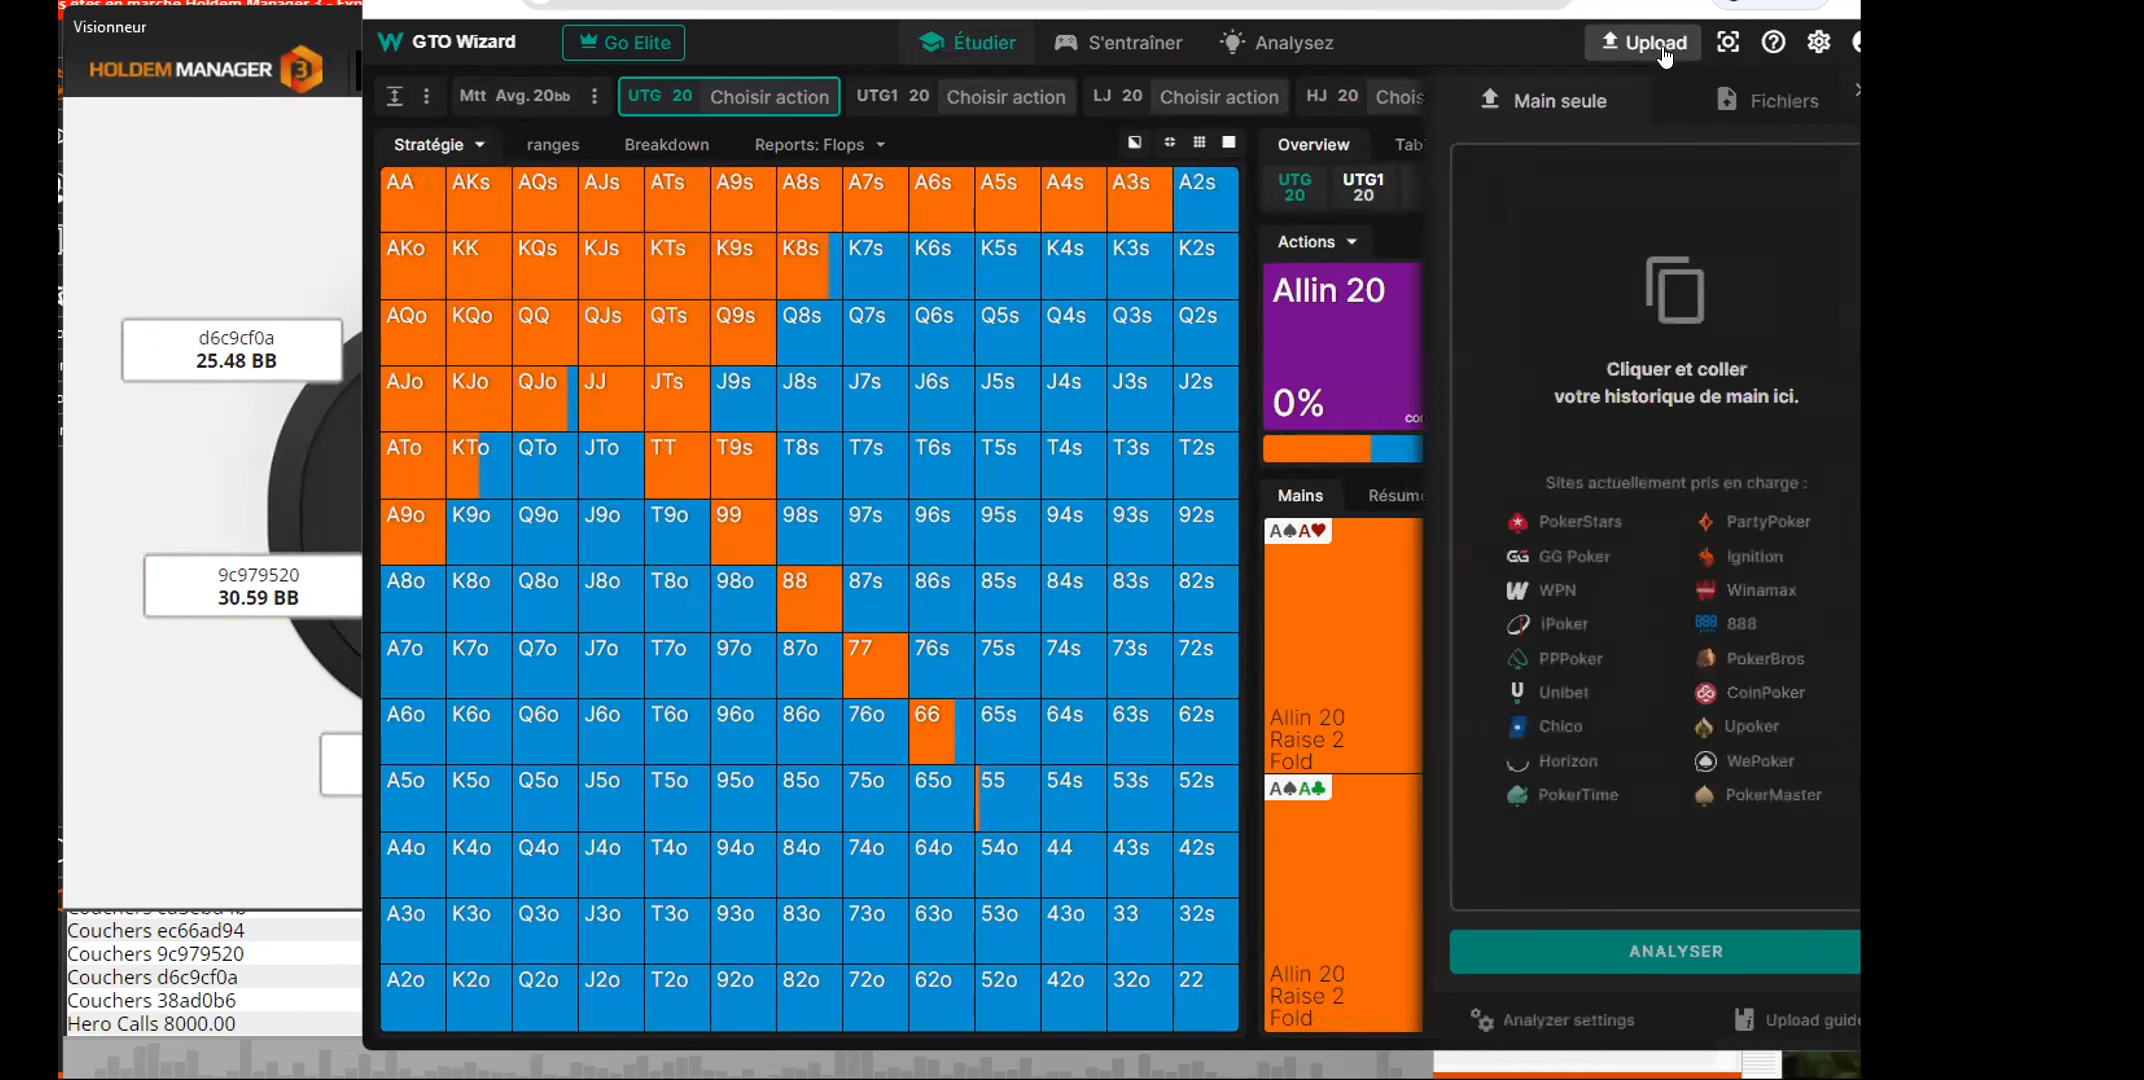 Visionneur
HOLDEM MANAGER 3
d6c9cf0a
25.48 BB
9c979520
30.59 BB
Couchers ec66ad94
Couchers 9c979520
Couchers d6c9cf0a
Couchers 38ad0b6
Hero Calls 8000.00
GTO Wizard
Go Elite
Étudier
S'entraîner
Analysez
Upload
Mtt Avg. 20bb
UTG 20 Choisir action
UTG1 20 Choisir action
LJ 20 Choisir action
HJ 20 Chois
Stratégie
ranges
Breakdown
Reports: Flops
AA AKs AQs AJs ATs A9s A8s A7s A6s A5s A4s A3s A2s
AKo KK KQs KJs KTs K9s K8s K7s K6s K5s K4s K3s K2s
AQo KQo QQ QJs QTs Q9s Q8s Q7s Q6s Q5s Q4s Q3s Q2s
AJo KJo QJo JJ JTs J9s J8s J7s J6s J5s J4s J3s J2s
ATo KTo QTo JTo TT T9s T8s T7s T6s T5s T4s T3s T2s
A9o K9o Q9o J9o T9o 99 98s 97s 96s 95s 94s 93s 92s
A8o K8o Q8o J8o T8o 98o 88 87s 86s 85s 84s 83s 82s
A7o K7o Q7o J7o T7o 97o 87o 77 76s 75s 74s 73s 72s
A6o K6o Q6o J6o T6o 96o 86o 76o 66 65s 64s 63s 62s
A5o K5o Q5o J5o T5o 95o 85o 75o 65o 55 54s 53s 52s
A4o K4o Q4o J4o T4o 94o 84o 74o 64o 54o 44 43s 42s
A3o K3o Q3o J3o T3o 93o 83o 73o 63o 53o 43o 33 32s
A2o K2o Q2o J2o T2o 92o 82o 72o 62o 52o 42o 32o 22
Overview
Tab
UTG
20
UTG1
20
Actions
Allin 20
0%
Mains
Résum
A♠A♥
Allin 20
Raise 2
Fold
A♠A♣
Allin 20
Raise 2
Fold
Main seule
Fichiers
Cliquer et coller
votre historique de main ici.
Sites actuellement pris en charge :
PokerStars
PartyPoker
GG Poker
Ignition
WPN
Winamax
iPoker
888
PPPoker
PokerBros
Unibet
CoinPoker
Chico
Upoker
Horizon
WePoker
PokerTime
PokerMaster
ANALYSER
Analyzer settings
Upload guide